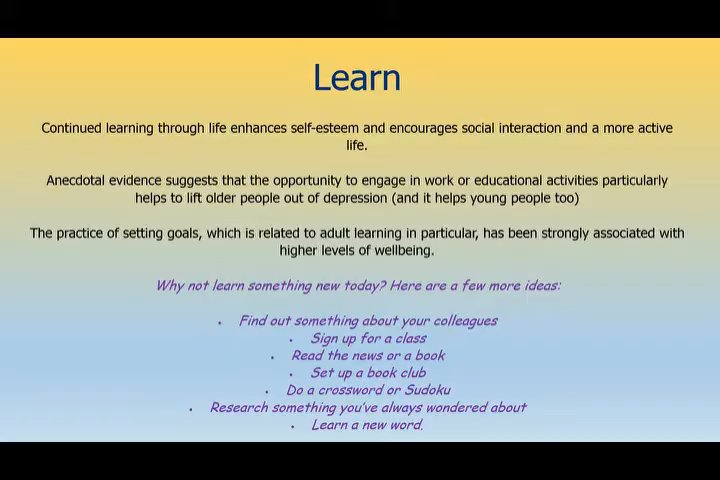 Learn
Continued learning through life enhances self-esteem and encourages social interaction and a more active
life.
Anecdotal evidence suggests that the opportunity to engage in work or educational activities particularly
helps to lift older people out of depression (and it helps young people too)
The practice of setting goals, which is related to adult learning in particular, has been strongly associated with
higher levels of wellbeing.
Why not learn something new today? Here are a few more ideas:
• Find out something about your colleagues
• Sign up for a class
• Read the news or a book
• Set up a book club
• Do a crossword or Sudoku
• Research something you've always wondered about
• Learn a new word.